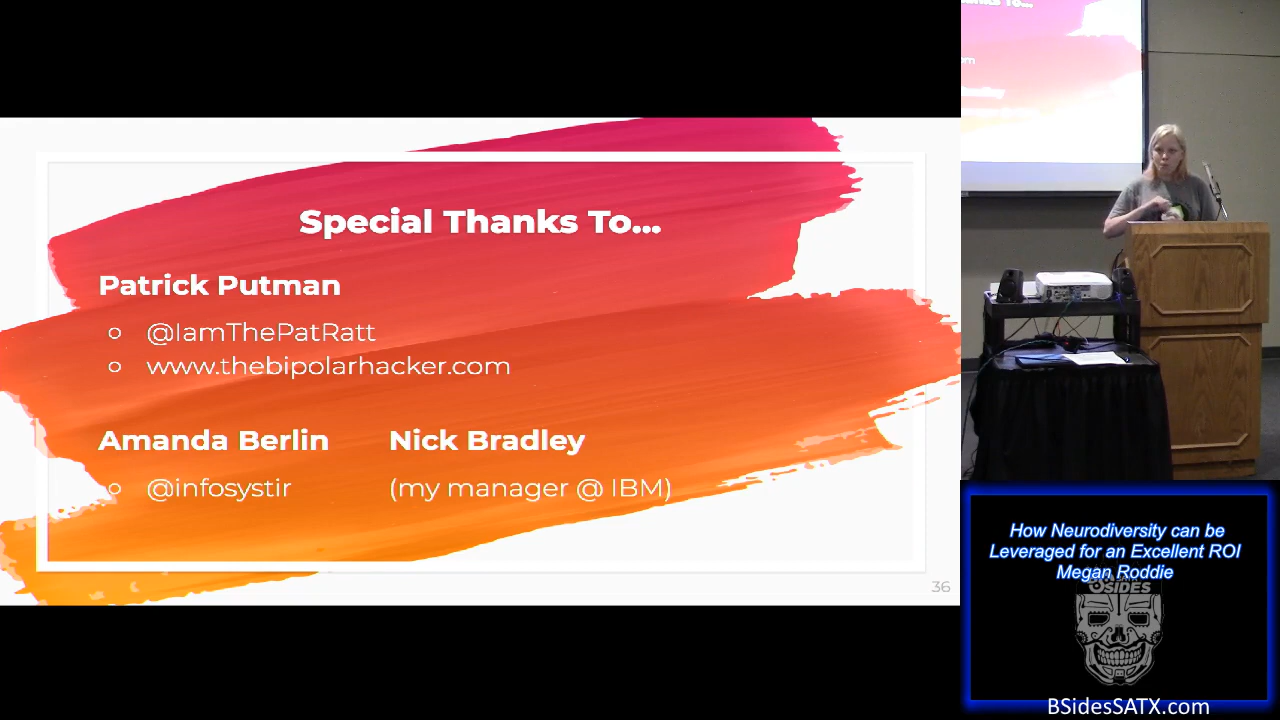 Special Thanks To...
Patrick Putman
@IamThePatRatt
www.thebipolarhacker.com
Amanda Berlin
@infosystir
Nick Bradley
(my manager @ IBM)
36
How Neurodiversity can be
Leveraged for an Excellent ROI
Megan Roddie
BSIDES
BSidesSATX.com